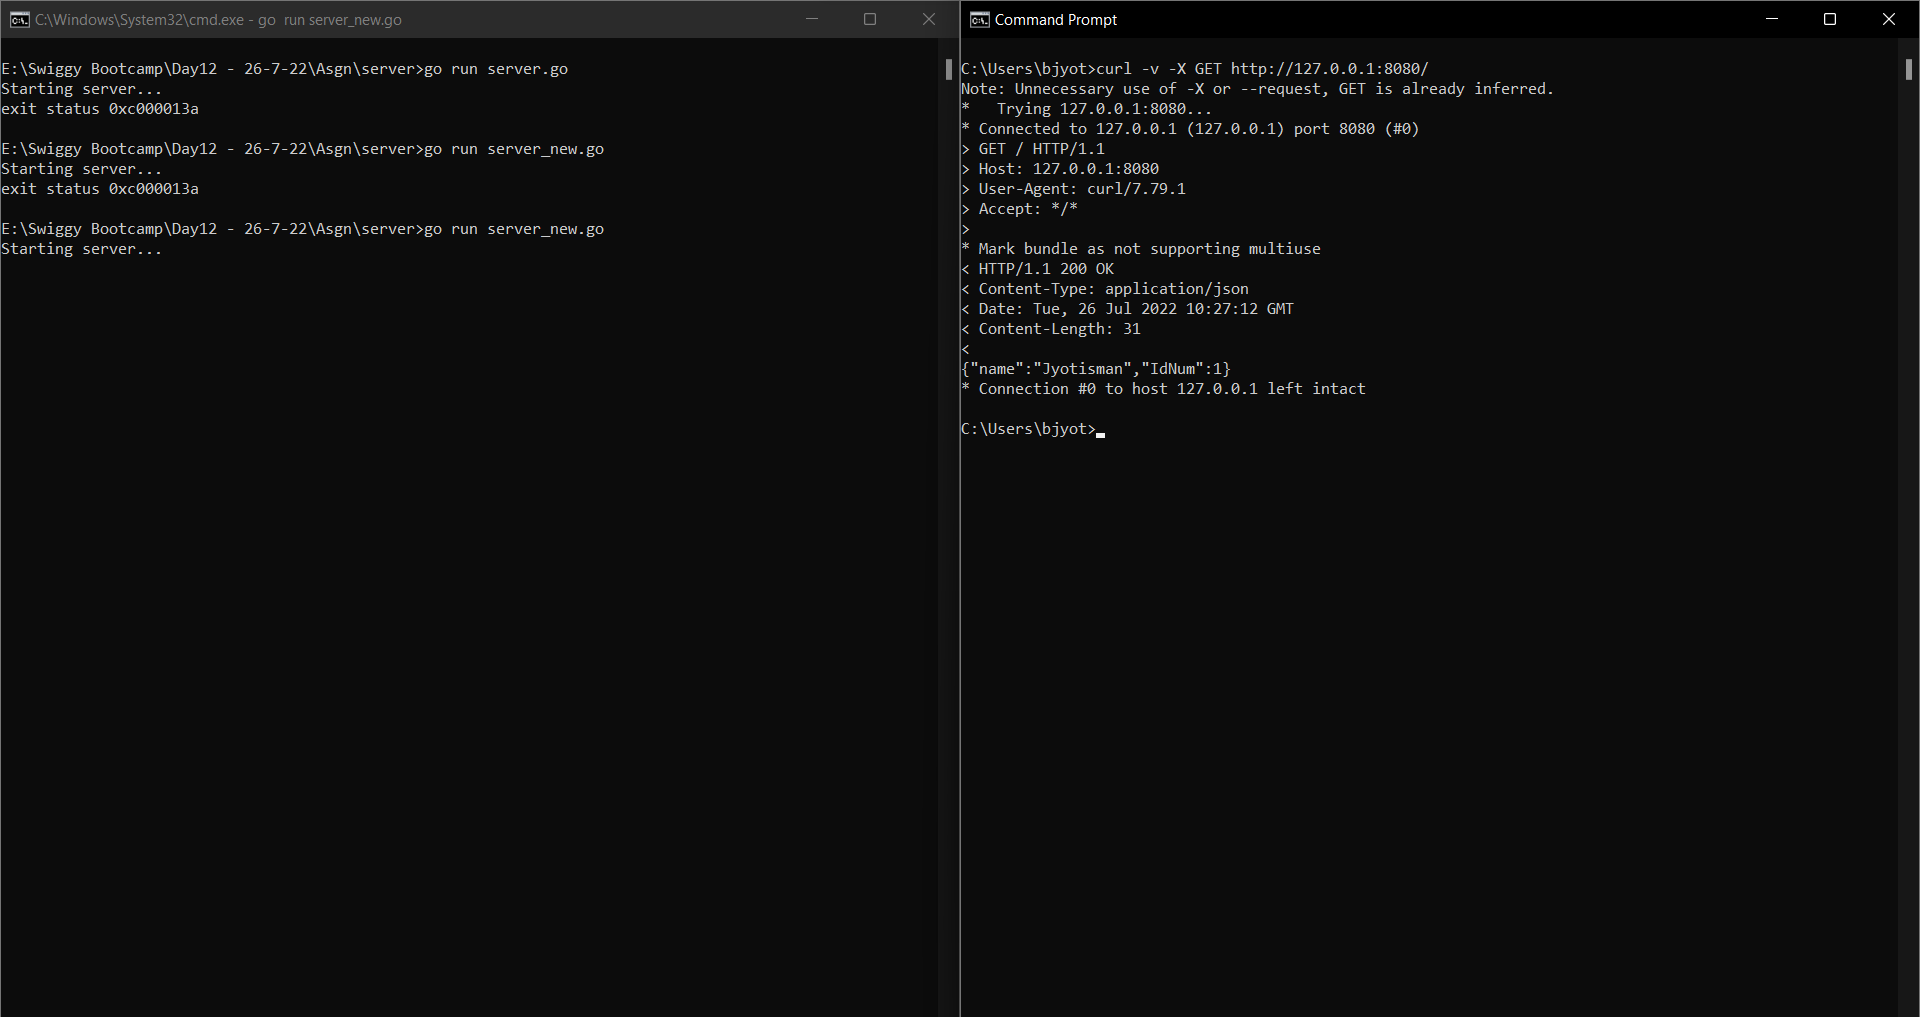 C:\Windows\System32\cmd.exe - go  run server_new.go
E:\Swiggy Bootcamp\Day12 - 26-7-22\Asgn\server>go run server.go
Starting server...
exit status 0xc000013a
E:\Swiggy Bootcamp\Day12 - 26-7-22\Asgn\server>go run server_new.go
Starting server...
exit status 0xc000013a
E:\Swiggy Bootcamp\Day12 - 26-7-22\Asgn\server>go run server_new.go
Starting server...
Command Prompt
C:\Users\bjyot>curl -v -X GET http://127.0.0.1:8080/
Note: Unnecessary use of -X or --request, GET is already inferred.
*   Trying 127.0.0.1:8080...
* Connected to 127.0.0.1 (127.0.0.1) port 8080 (#0)
> GET / HTTP/1.1
> Host: 127.0.0.1:8080
> User-Agent: curl/7.79.1
> Accept: */*
>
* Mark bundle as not supporting multiuse
< HTTP/1.1 200 OK
< Content-Type: application/json
< Date: Tue, 26 Jul 2022 10:27:12 GMT
< Content-Length: 31
<
{"name":"Jyotisman","IdNum":1}
* Connection #0 to host 127.0.0.1 left intact
C:\Users\bjyot>